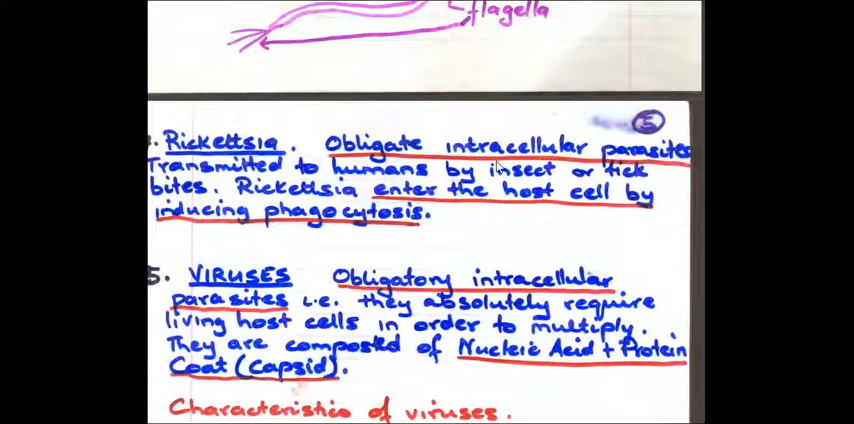 flagella
5
. Rickettsia. Obligate intracellular parasites
Transmitted to humans by insect or tick
bites. Rickettsia enter the host cell by
inducing phagocytosis.
5. VIRUSES Obligatory intracellular
parasites i.e. they absolutely require
living host cells in order to multiply.
They are composed of Nucleic Acid + Protein
Coat (Capsid).
Characteristics of viruses.